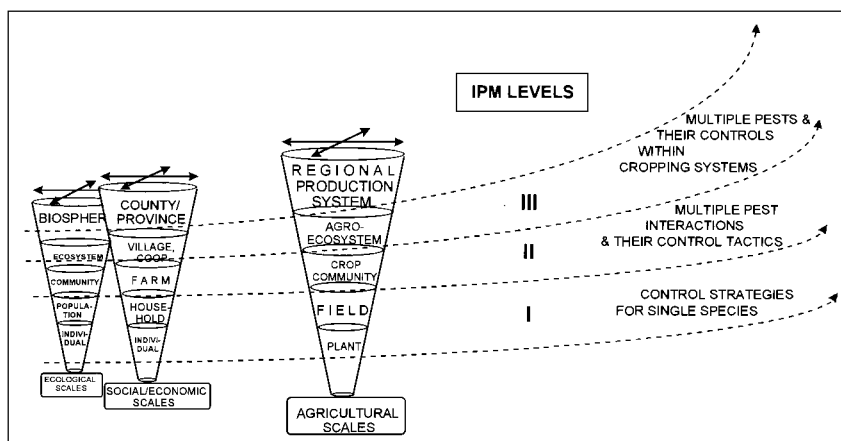 IPM LEVELS
MULTIPLE PESTS &
THEIR CONTROLS
WITHIN
CROPPING SYSTEMS
III
MULTIPLE PEST
INTERACTIONS
& THEIR CONTROL TACTICS
II
CONTROL STRATEGIES
FOR SINGLE SPECIES
I
BIOSPHER
ECOSYSTEM
COMMUNITY
POPULA-
TION
INDIVI-
DUAL
ECOLOGICAL
SCALES
COUNTY/
PROVINCE
VILLAGE,
COOP
FARM
HOUSE-
HOLD
INDIVI-
DUAL
SOCIAL/ECONOMIC
SCALES
REGIONAL
PRODUCTION
SYSTEM
AGRO-
ECOSYSTEM
CROP
COMMUNITY
FIELD
PLANT
AGRICULTURAL
SCALES